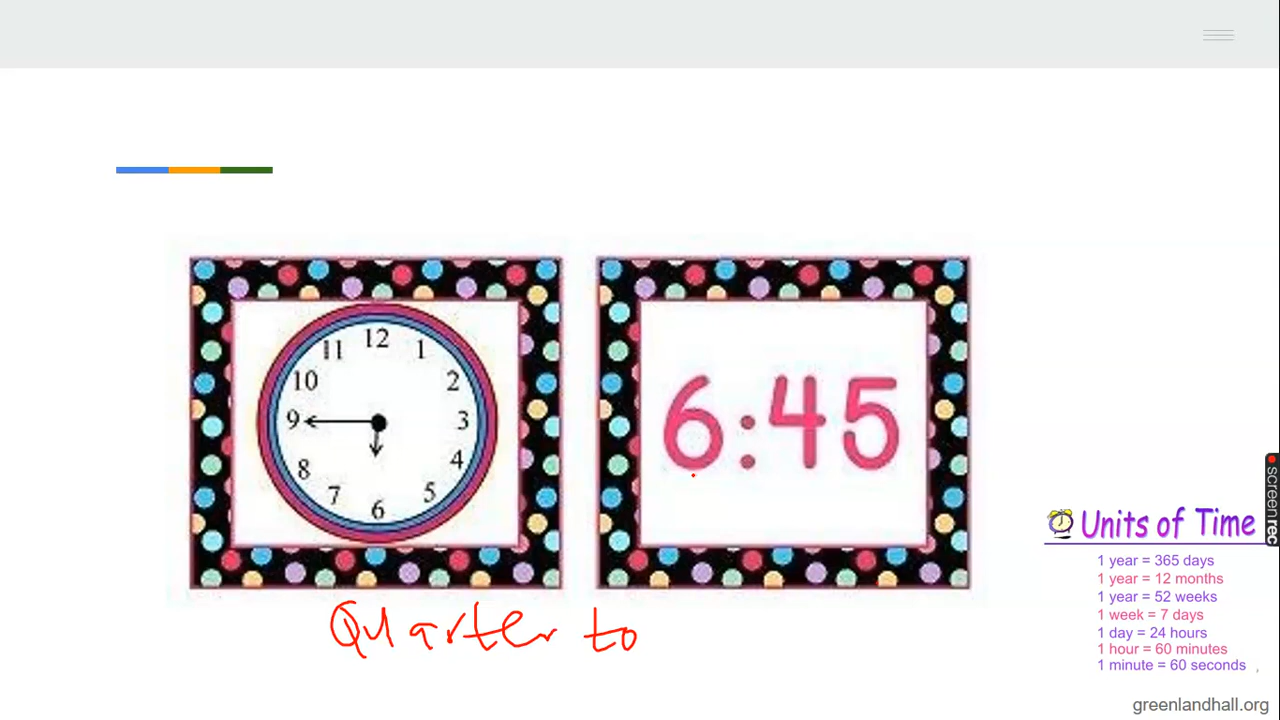 12
11
1
10
2
9
3
8
4
7
5
6
6:45
Quarter to
Units of Time
1 year = 365 days
1 year = 12 months
1 year = 52 weeks
1 week = 7 days
1 day = 24 hours
1 hour = 60 minutes
1 minute = 60 seconds
greenlandhall.org
screenrec